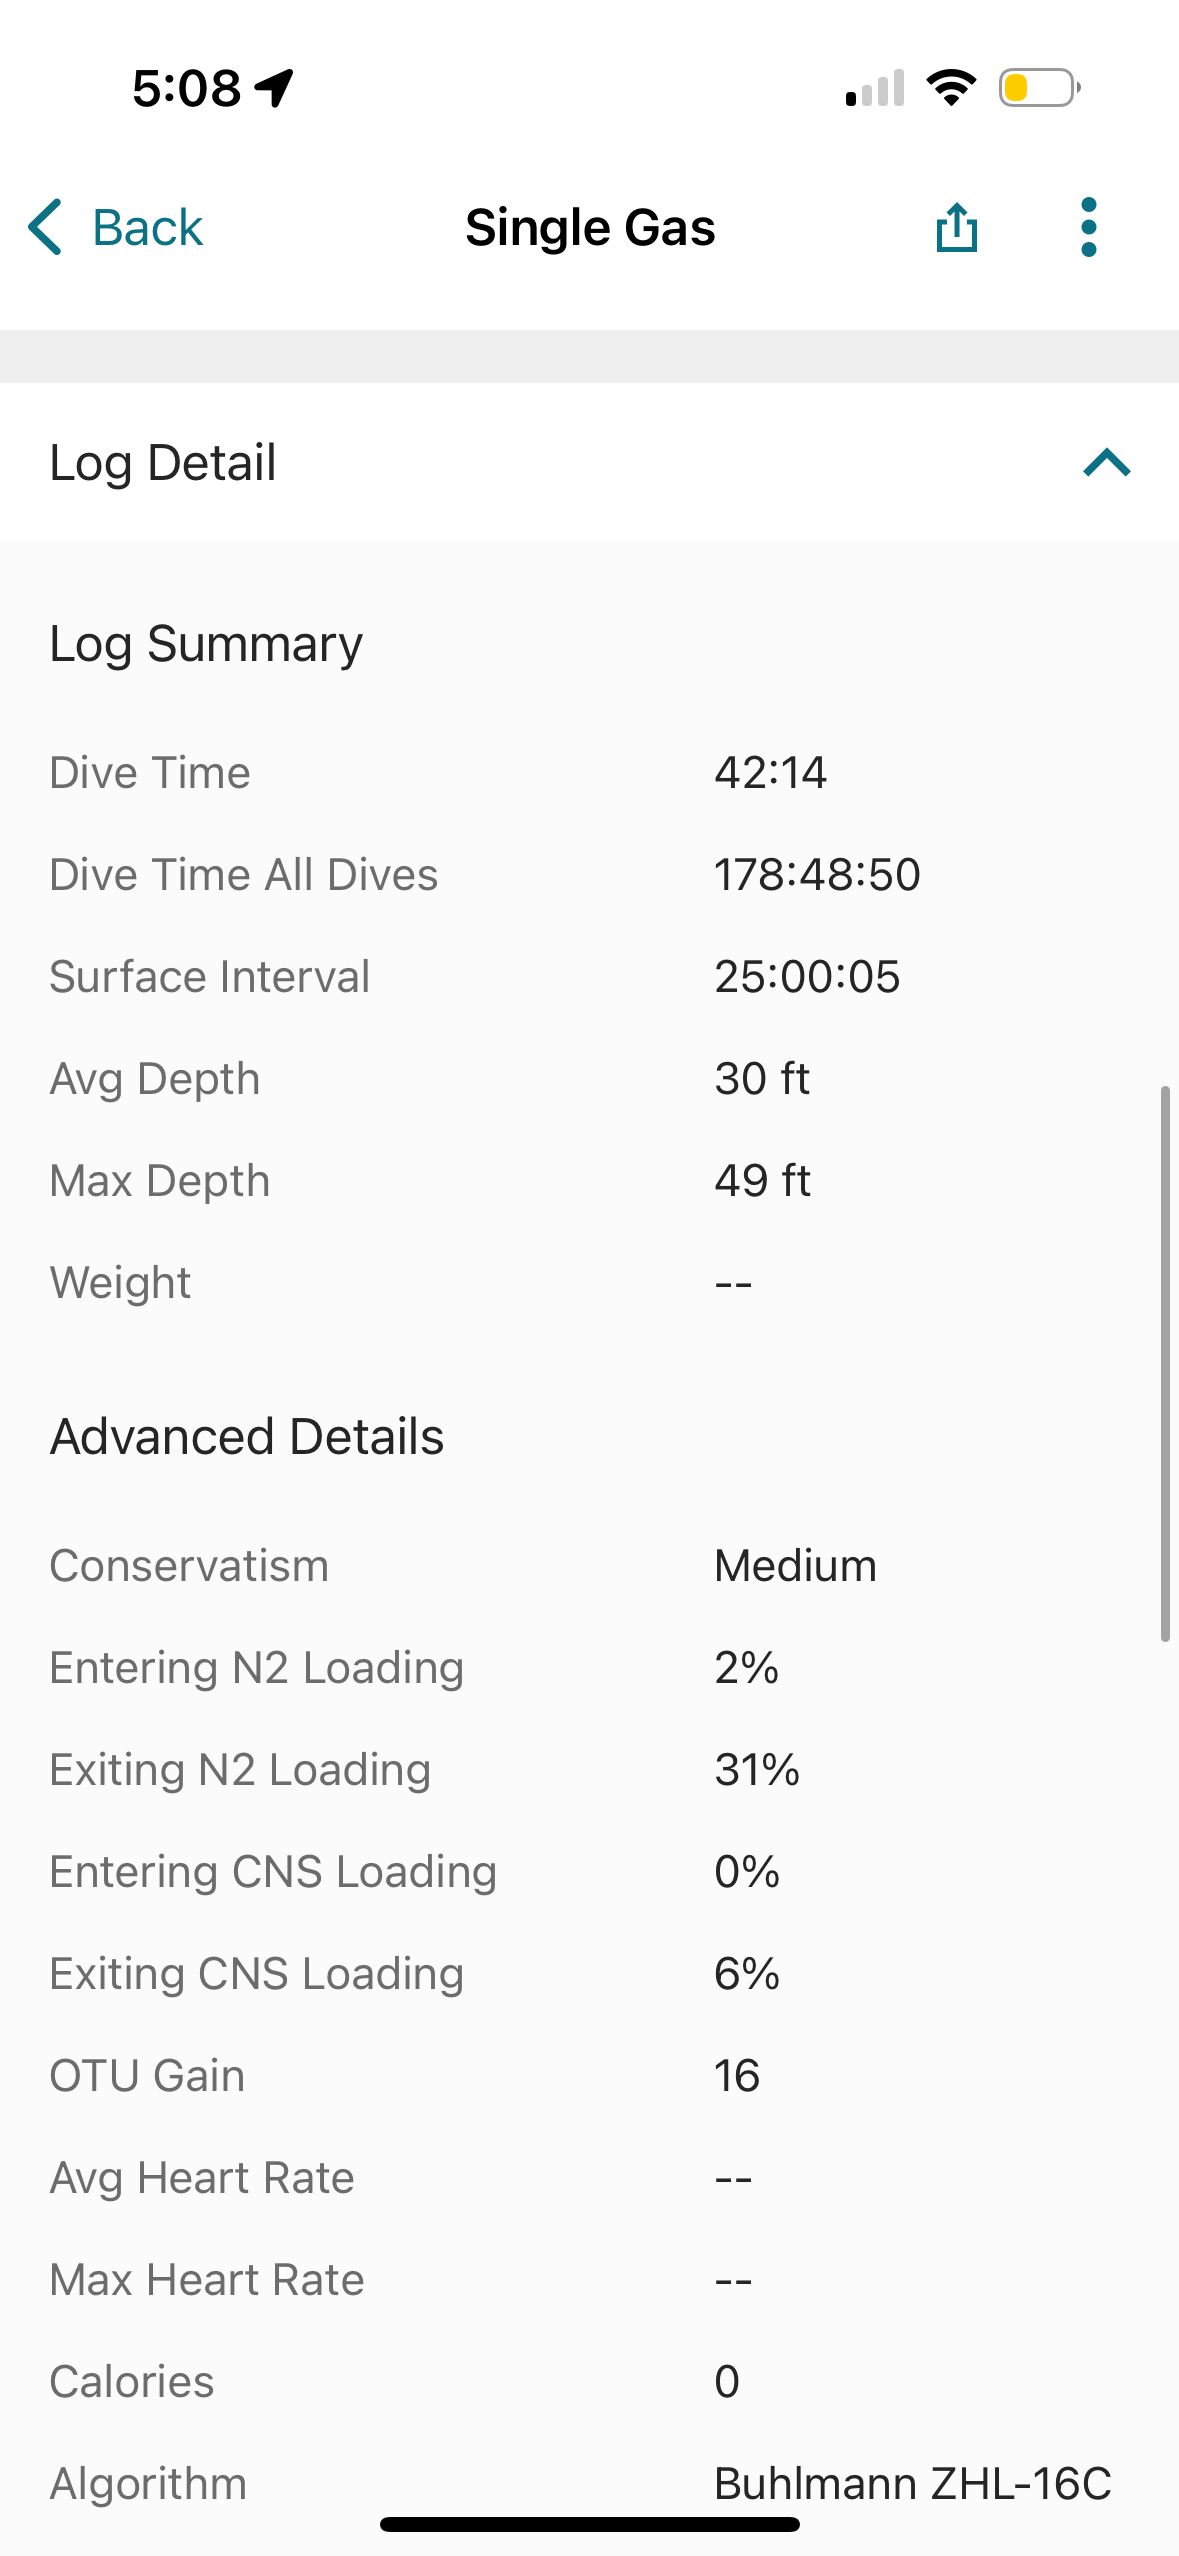 5:08
Back Single Gas
Log Detail
Log Summary
Dive Time 42:14
Dive Time All Dives 178:48:50
Surface Interval 25:00:05
Avg Depth 30 ft
Max Depth 49 ft
Weight --
Advanced Details
Conservatism Medium
Entering N2 Loading 2%
Exiting N2 Loading 31%
Entering CNS Loading 0%
Exiting CNS Loading 6%
OTU Gain 16
Avg Heart Rate --
Max Heart Rate --
Calories 0
Algorithm Buhlmann ZHL-16C